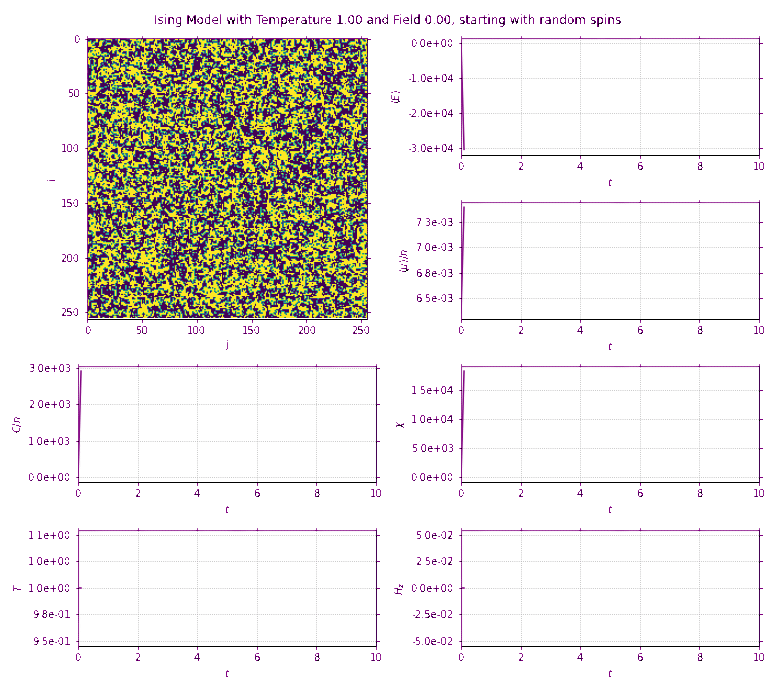 Ising Model with Temperature 1.00 and Field 0.00, starting with random spins
0
50
100
150
200
250
i
0 50 100 150 200 250
j
0.0e+00
-1.0e+04
-2.0e+04
-3.0e+04
⟨E⟩
0 2 4 6 8 10
t
7.3e-03
7.0e-03
6.8e-03
6.5e-03
⟨μ⟩/n
0 2 4 6 8 10
t
3.0e+03
2.0e+03
1.0e+03
0.0e+00
C/n
0 2 4 6 8 10
t
1.5e+04
1.0e+04
5.0e+03
0.0e+00
χ
0 2 4 6 8 10
t
1.1e+00
1.0e+00
1.0e+00
9.8e-01
9.5e-01
T
0 2 4 6 8 10
t
5.0e-02
2.5e-02
0.0e+00
-2.5e-02
-5.0e-02
Hz
0 2 4 6 8 10
t